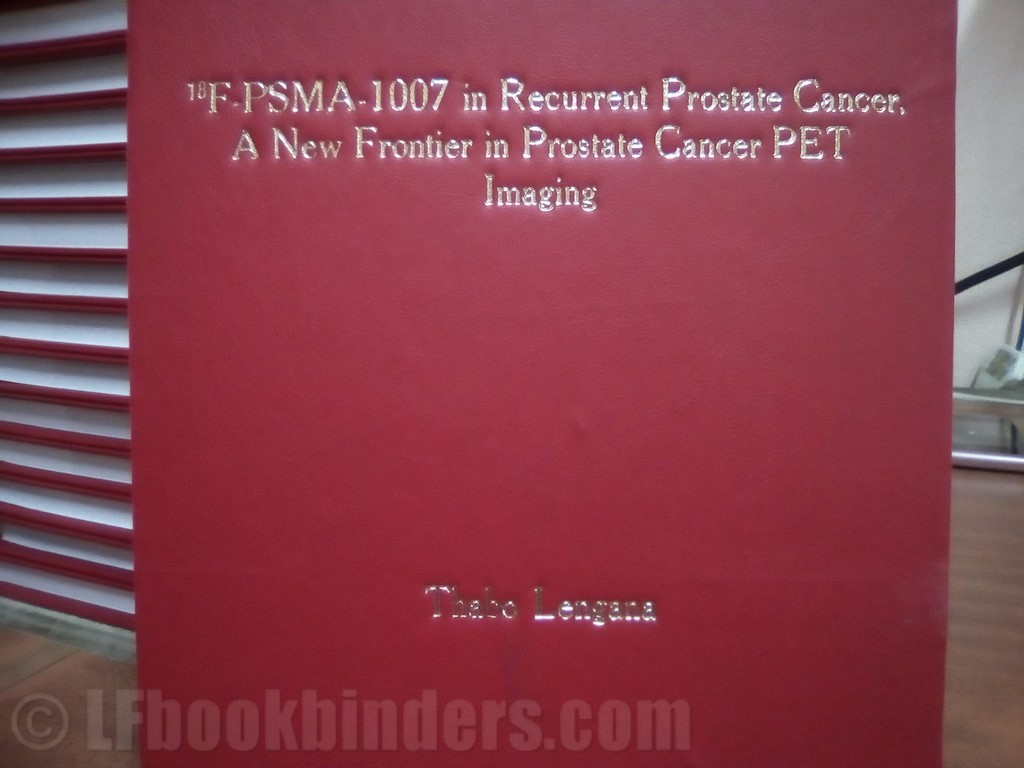 ¹⁸F-PSMA-1007 in Recurrent Prostate Cancer,
A New Frontier in Prostate Cancer PET
Imaging
Thabo Lengana
© LFbookbinders.com